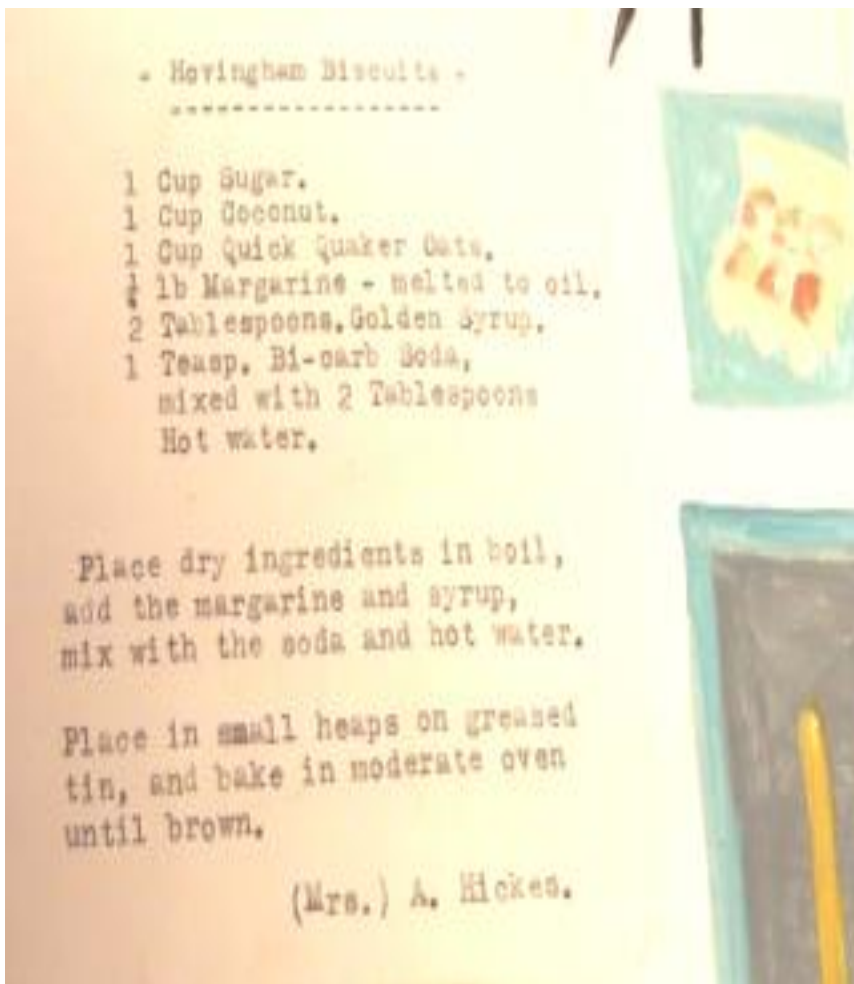 - Hovingham Biscuits -
------------------
1 Cup Sugar.
1 Cup Coconut.
1 Cup Quick Quaker Oats.
¼ lb Margarine - melted to oil.
2 Tablespoons.Golden Syrup.
1 Teasp. Bi-carb Soda,
mixed with 2 Tablespoons
Hot water.
Place dry ingredients in boil,
add the margarine and syrup,
mix with the soda and hot water.
Place in small heaps on greased
tin, and bake in moderate oven
until brown.
(Mrs.) A. Hickes.